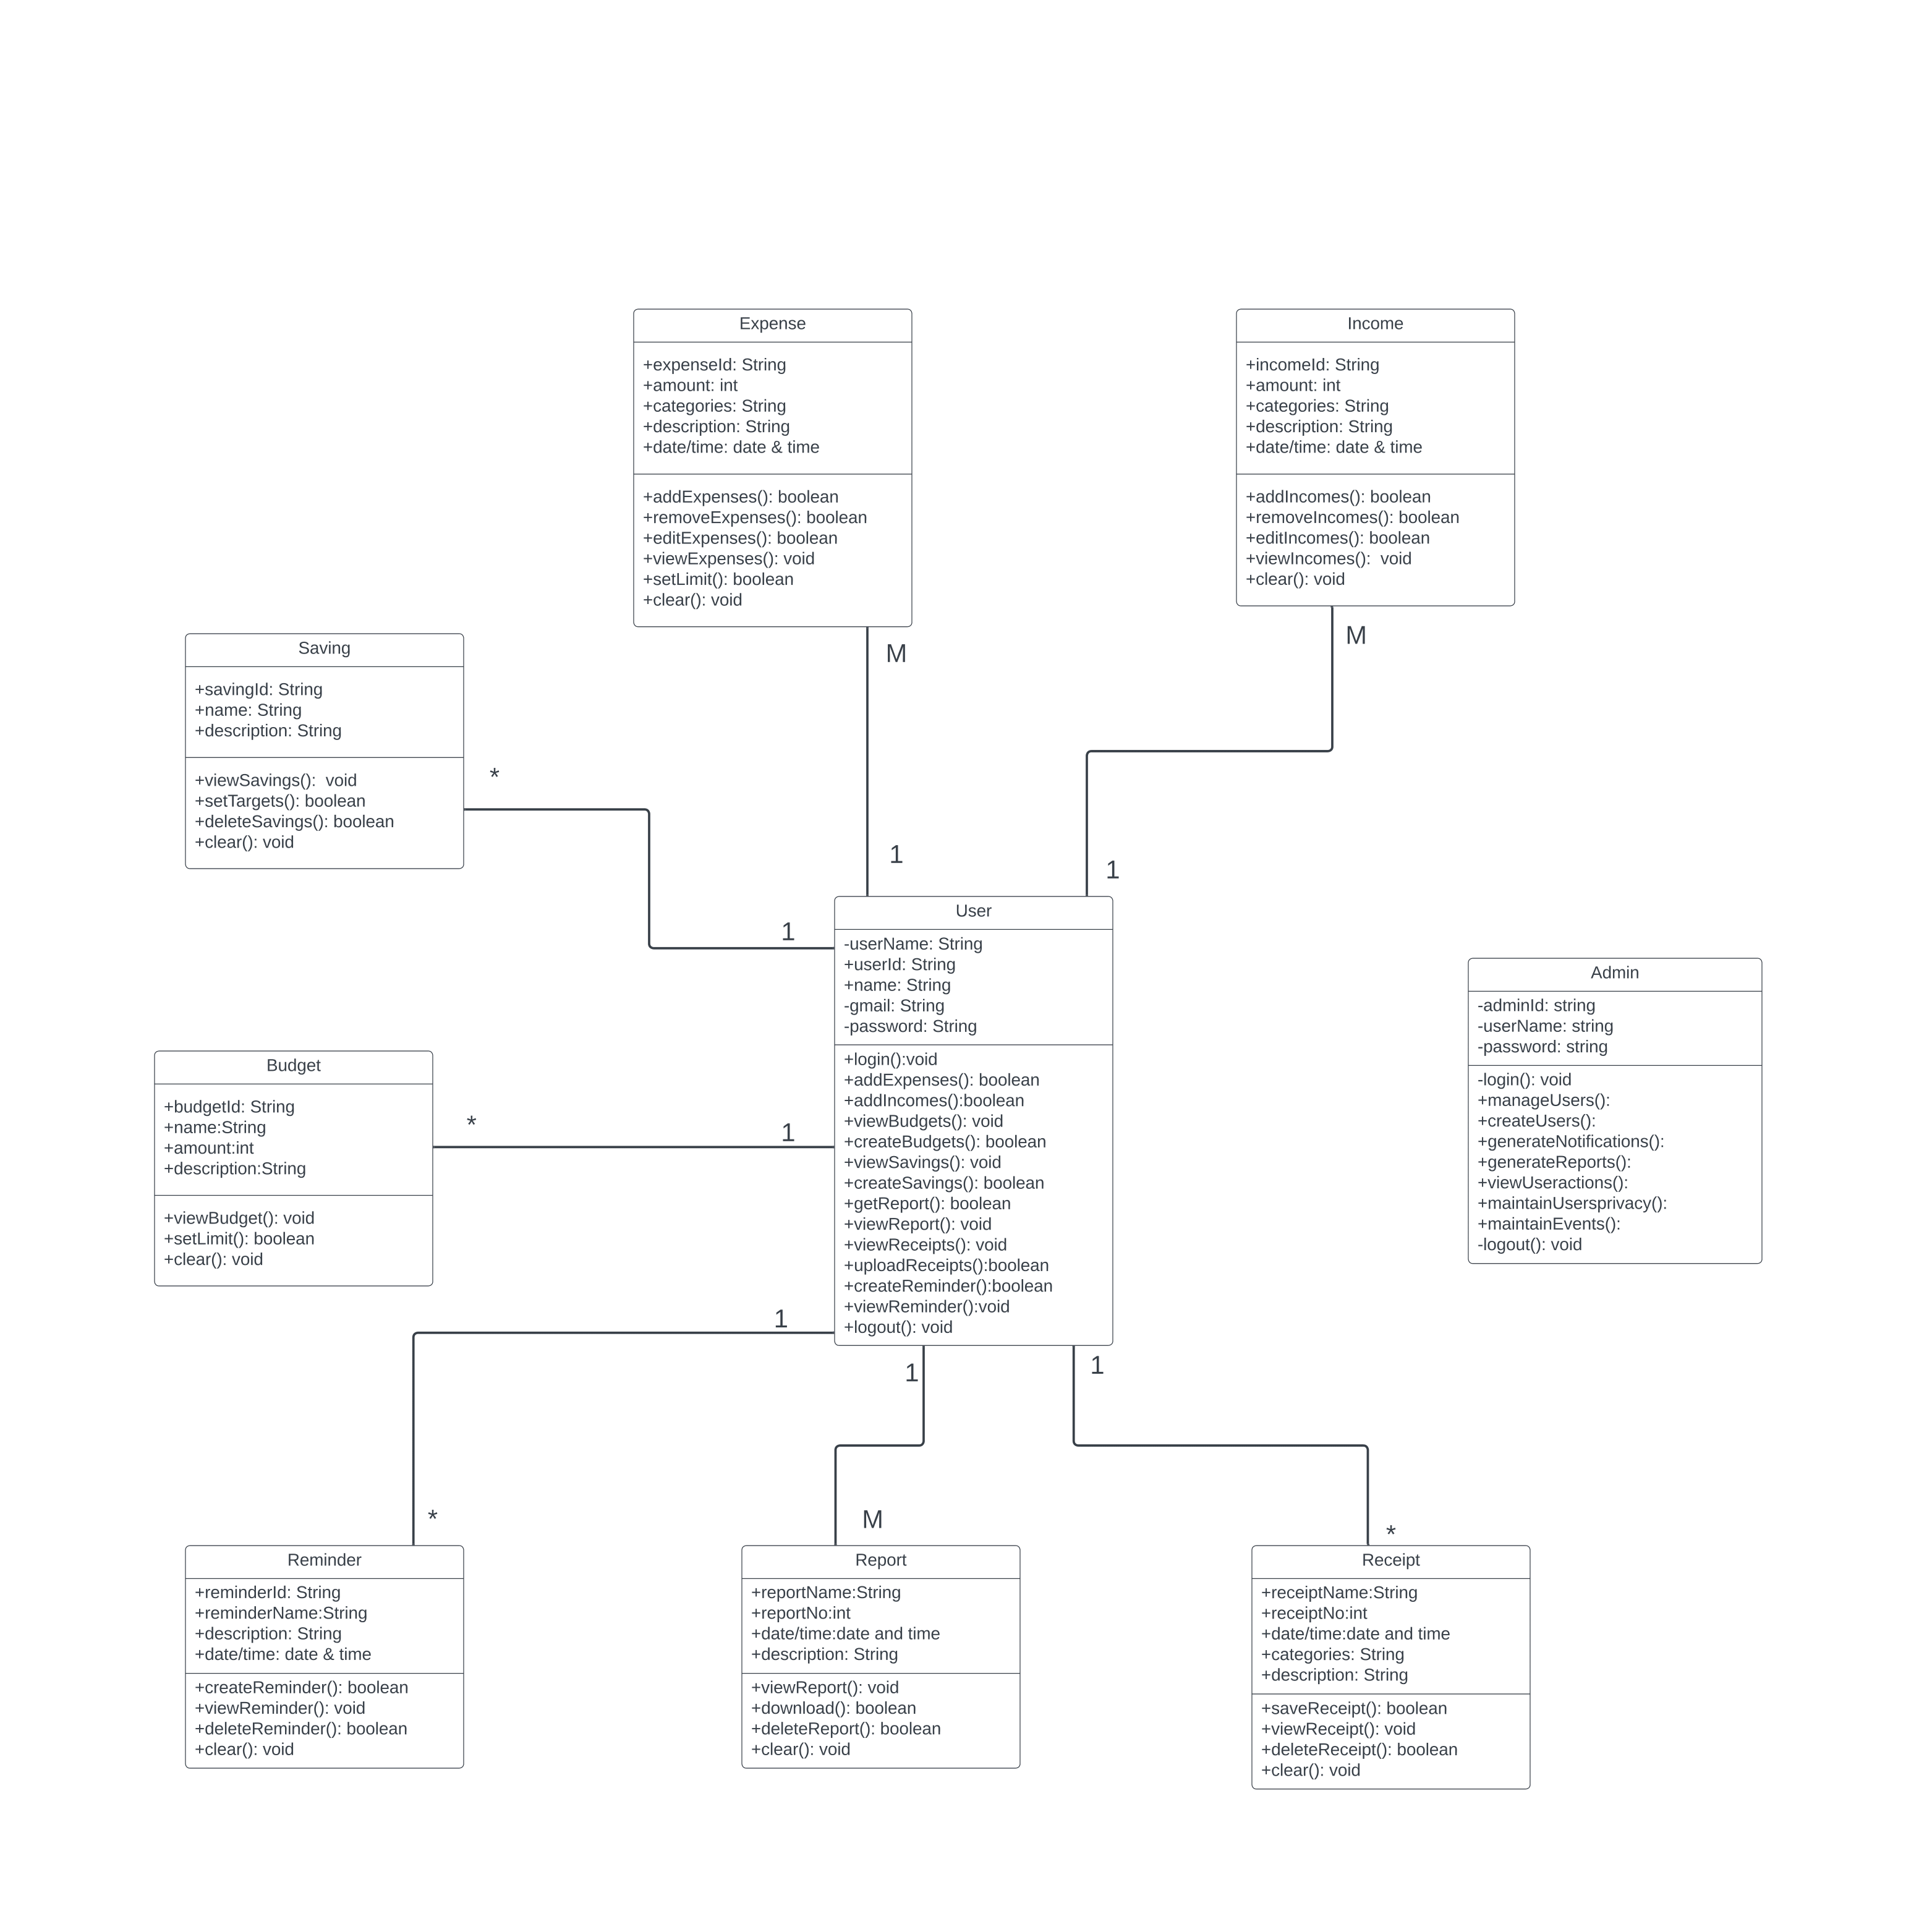 Expense
+expenseId: String
+amount: int
+categories: String
+description: String
+date/time: date & time
+addExpenses(): boolean
+removeExpenses(): boolean
+editExpenses(): boolean
+viewExpenses(): void
+setLimit(): boolean
+clear(): void
M
1
Income
+incomeId: String
+amount: int
+categories: String
+description: String
+date/time: date & time
+addIncomes(): boolean
+removeIncomes(): boolean
+editIncomes(): boolean
+viewIncomes():  void
+clear(): void
M
1
Saving
+savingId: String
+name: String
+description: String
+viewSavings():  void
+setTargets(): boolean
+deleteSavings(): boolean
+clear(): void
*
1
User
-userName: String
+userId: String
+name: String
-gmail: String
-password: String
+login():void
+addExpenses(): boolean
+addIncomes():boolean
+viewBudgets(): void
+createBudgets(): boolean
+viewSavings(): void
+createSavings(): boolean
+getReport(): boolean
+viewReport(): void
+viewReceipts(): void
+uploadReceipts():boolean
+createReminder():boolean
+viewReminder():void
+logout(): void
Admin
-adminId: string
-userName: string
-password: string
-login(): void
+manageUsers():
+createUsers():
+generateNotifications():
+generateReports():
+viewUseractions():
+maintainUsersprivacy():
+maintainEvents():
-logout(): void
Budget
+budgetId: String
+name:String
+amount:int
+description:String
+viewBudget(): void
+setLimit(): boolean
+clear(): void
*
1
1
*
1
M
1
*
Reminder
+reminderId: String
+reminderName:String
+description: String
+date/time: date & time
+createReminder(): boolean
+viewReminder(): void
+deleteReminder(): boolean
+clear(): void
Report
+reportName:String
+reportNo:int
+date/time:date and time
+description: String
+viewReport(): void
+download(): boolean
+deleteReport(): boolean
+clear(): void
Receipt
+receiptName:String
+receiptNo:int
+date/time:date and time
+categories: String
+description: String
+saveReceipt(): boolean
+viewReceipt(): void
+deleteReceipt(): boolean
+clear(): void